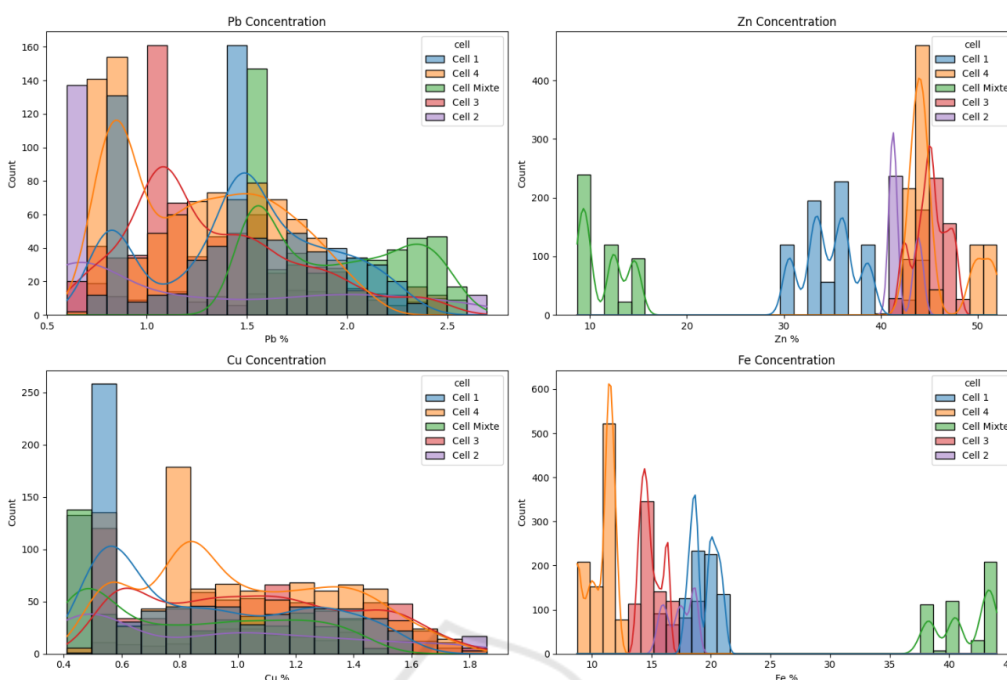 Pb Concentration
160
140
120
100
80
60
40
20
0
Count
0.5
1.0
1.5
2.0
2.5
Pb %
cell
Cell 1
Cell 4
Cell Mixte
Cell 3
Cell 2
Zn Concentration
400
300
200
100
0
Count
10
20
30
40
50
Zn %
cell
Cell 1
Cell 4
Cell Mixte
Cell 3
Cell 2
Cu Concentration
250
200
150
100
50
0
Count
0.4
0.6
0.8
1.0
1.2
1.4
1.6
1.8
Cu %
cell
Cell 1
Cell 4
Cell Mixte
Cell 3
Cell 2
Fe Concentration
600
500
400
300
200
100
0
Count
10
15
20
25
30
35
40
Fe %
cell
Cell 1
Cell 4
Cell Mixte
Cell 3
Cell 2